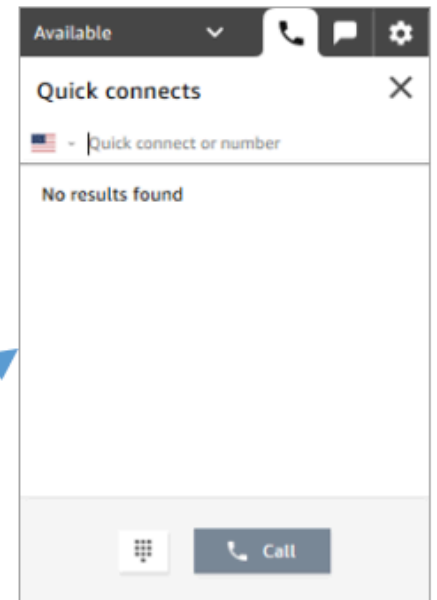 Available
Quick connects
Quick connect or number
No results found
Call